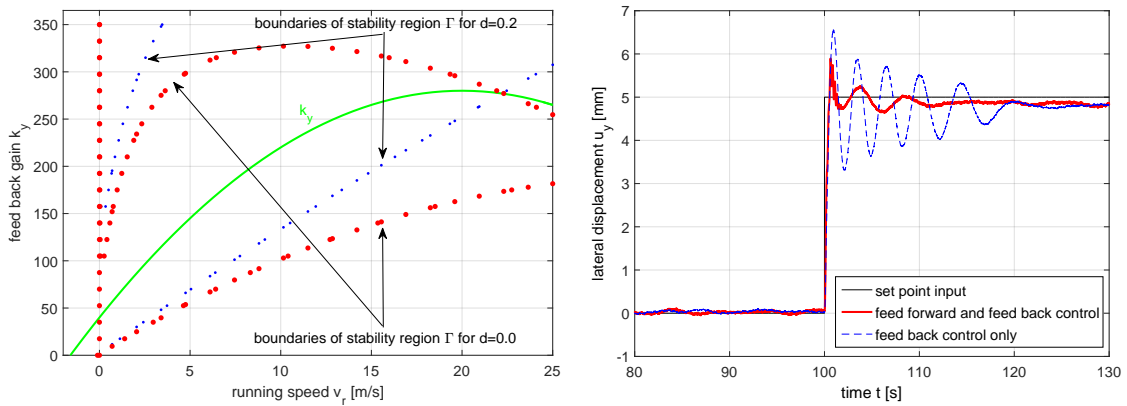 boundaries of stability region Γ for d=0.2
350
300
250
200
150
100
50
0
feed back gain k_y
k_y
boundaries of stability region Γ for d=0.0
0
5
10
15
20
25
running speed v_r [m/s]
7
6
5
4
3
2
1
0
-1
lateral displacement u_y [mm]
set point input
feed forward and feed back control
feed back control only
80
90
100
110
120
130
time t [s]